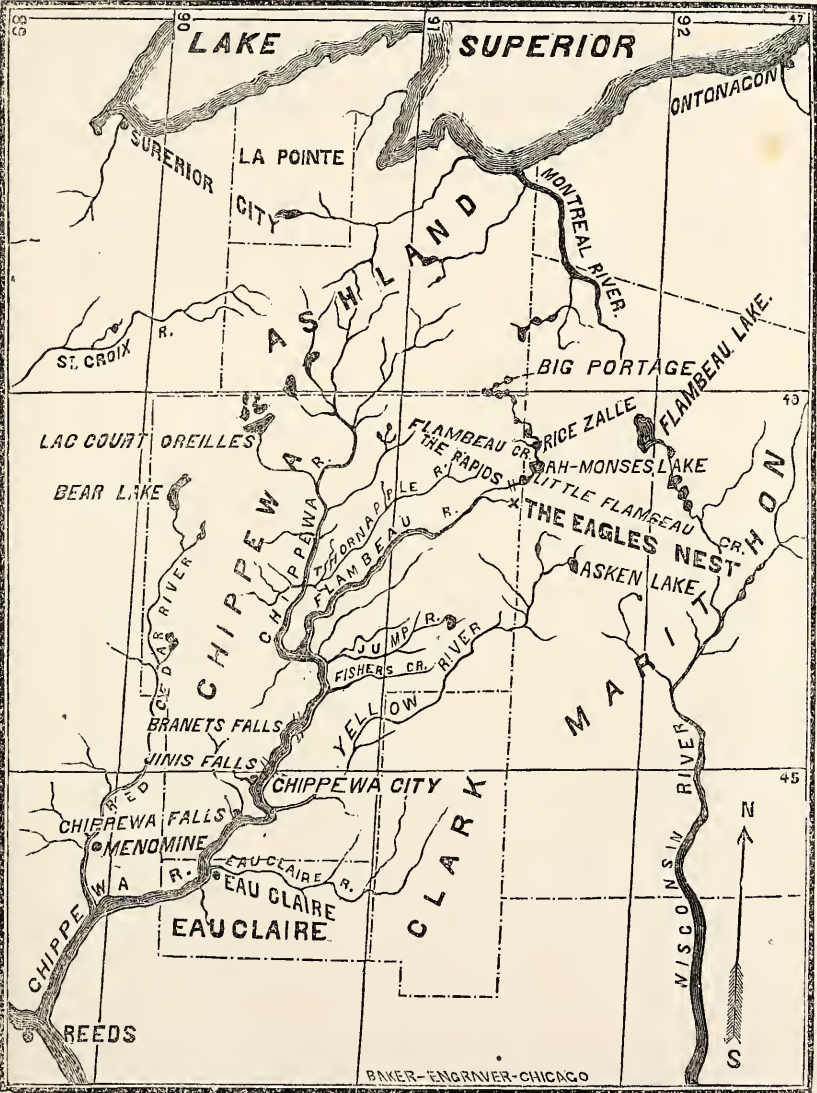 89
90
91
92
47
LAKE
SUPERIOR
ONTONAGON
SUPERIOR
CITY
LA POINTE
MONTREAL RIVER.
ASHLAND
ST. CROIX R.
BIG PORTAGE
FLAMBEAU LAKE.
LAC COURT OREILLES
FLAMBEAU CR.
THE RAPIDS
RICE ZALLE
AH-MONSES LAKE
BEAR LAKE
THORNAPPLE R.
LITTLE FLAMBEAU CR.
THE EAGLES NEST
CHIPPEWA
CHIPPEWA R.
FLAMBEAU R.
ASKEN LAKE
MARITHON
CEDAR RIVER
JUMP R.
FISHERS CR.
YELLOW RIVER
BRANETS FALLS
JINIS FALLS
CHIPPEWA CITY
45
RED
CHIPPEWA FALLS
MENOMINE
CLARK
WISCONSIN RIVER
N
EAU CLAIRE R.
EAU CLAIRE
EAU CLAIRE
CHIPPEWA R.
REEDS
S
BAKER-ENGRAVER-CHICAGO